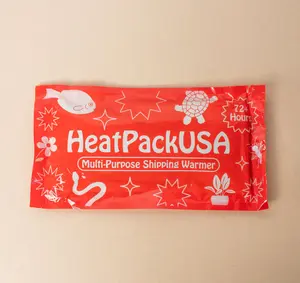 72+
Hours
HeatPackUSA
Multi-Purpose Shipping Warmer